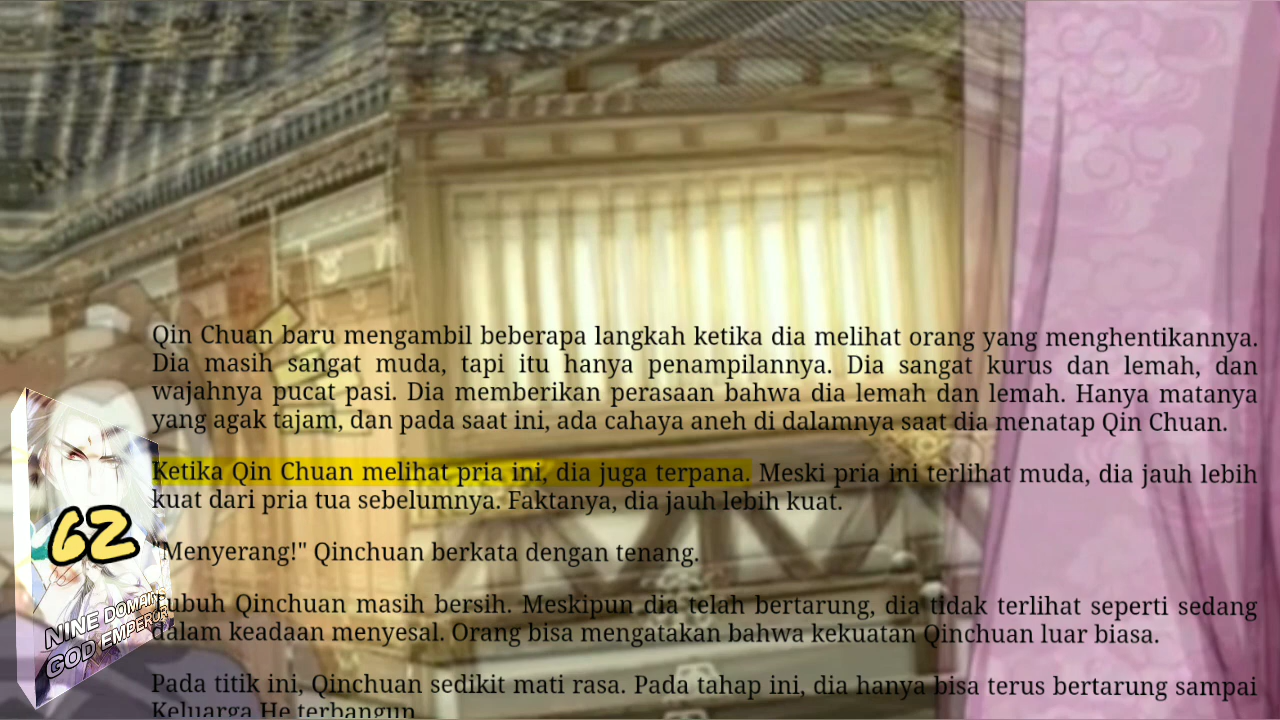 Qin Chuan baru mengambil beberapa langkah ketika dia melihat orang yang menghentikannya.
Dia masih sangat muda, tapi itu hanya penampilannya. Dia sangat kurus dan lemah, dan
wajahnya pucat pasi. Dia memberikan perasaan bahwa dia lemah dan lemah. Hanya matanya
yang agak tajam, dan pada saat ini, ada cahaya aneh di dalamnya saat dia menatap Qin Chuan.
Ketika Qin Chuan melihat pria ini, dia juga terpana. Meski pria ini terlihat muda, dia jauh lebih
kuat dari pria tua sebelumnya. Faktanya, dia jauh lebih kuat.
"Menyerang!" Qinchuan berkata dengan tenang.
Tubuh Qinchuan masih bersih. Meskipun dia telah bertarung, dia tidak terlihat seperti sedang
dalam keadaan menyesal. Orang bisa mengatakan bahwa kekuatan Qinchuan luar biasa.
Pada titik ini, Qinchuan sedikit mati rasa. Pada tahap ini, dia hanya bisa terus bertarung sampai
Keluarga He terbangun
62
NINE DOMAIN
GOD EMPEROR